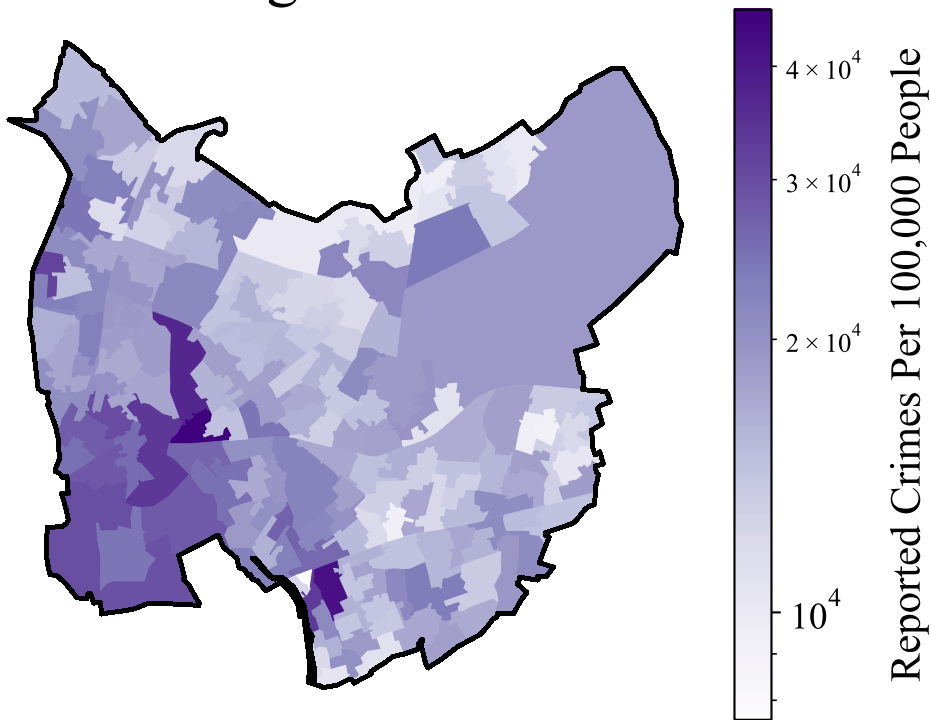 4 × 10⁴
3 × 10⁴
2 × 10⁴
10⁴
Reported Crimes Per 100,000 People